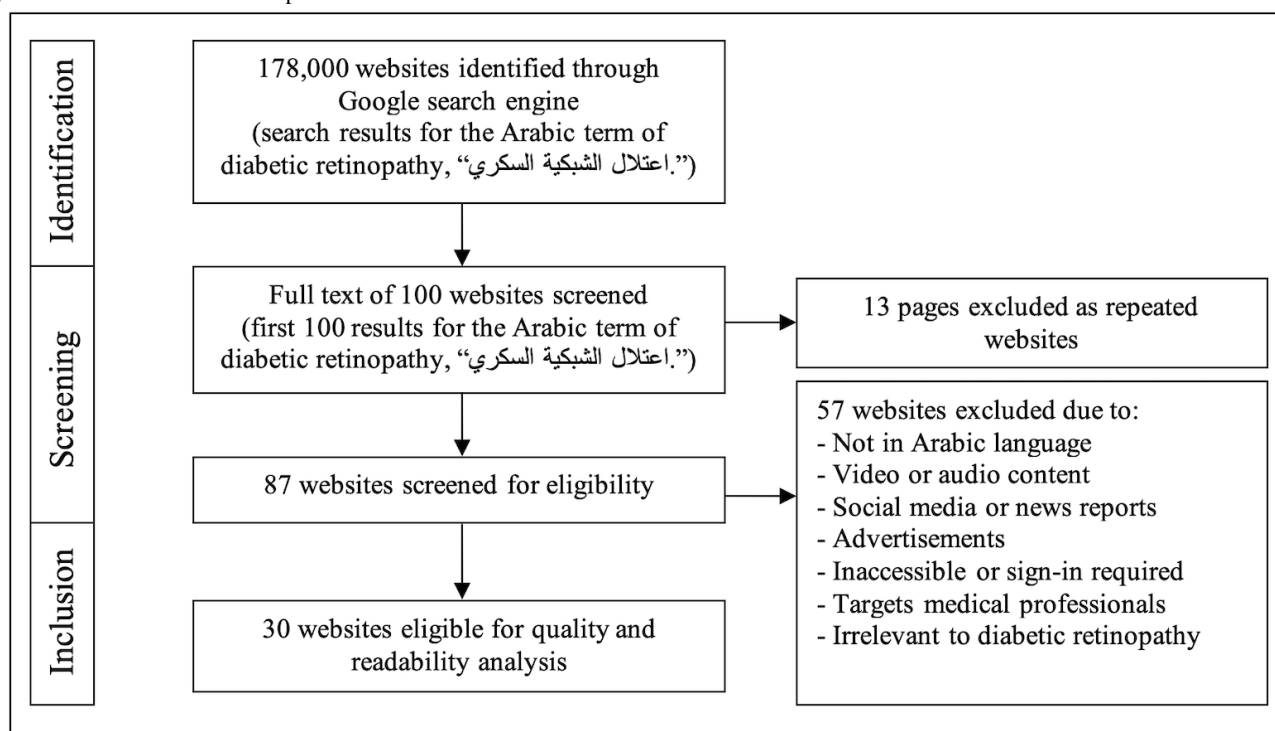 Identification
178,000 websites identified through
Google search engine
(search results for the Arabic term of
diabetic retinopathy, “اعتلال الشبكية السكري.”)
Screening
Full text of 100 websites screened
(first 100 results for the Arabic term of
diabetic retinopathy, “اعتلال الشبكية السكري.”)
13 pages excluded as repeated
websites
87 websites screened for eligibility
57 websites excluded due to:
- Not in Arabic language
- Video or audio content
- Social media or news reports
- Advertisements
- Inaccessible or sign-in required
- Targets medical professionals
- Irrelevant to diabetic retinopathy
Inclusion
30 websites eligible for quality and
readability analysis